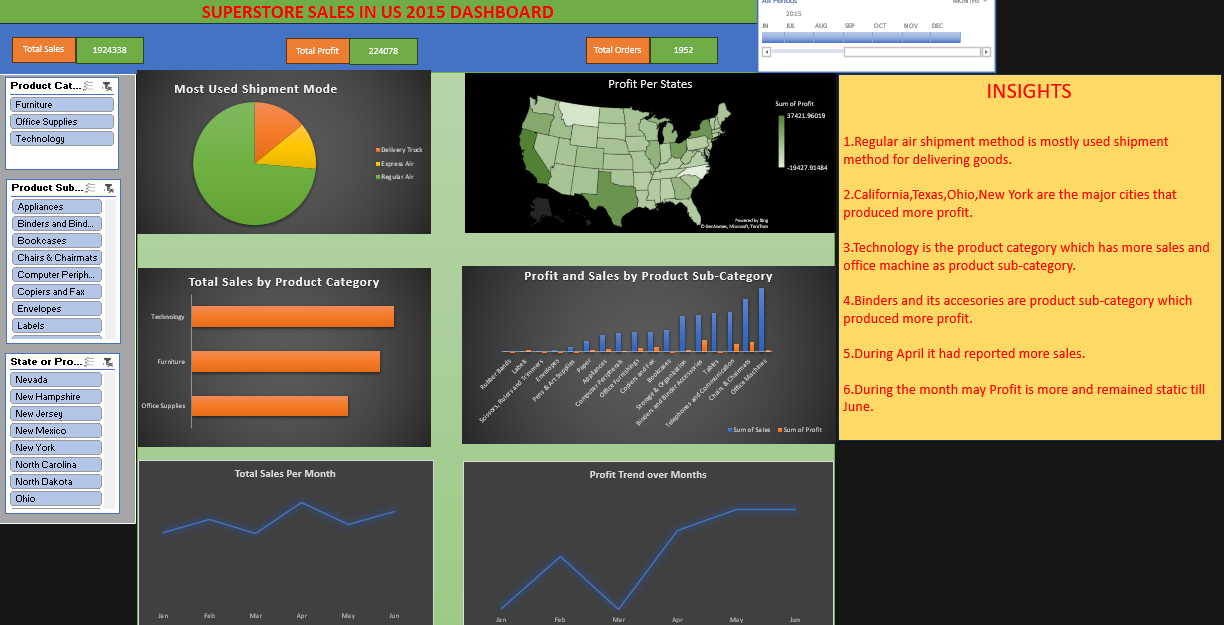 SUPERSTORE SALES IN US 2015 DASHBOARD
All Periods
MONTHS
2015
JN JUL AUG SEP OCT NOV DEC
Total Sales 1924338
Total Profit 224078
Total Orders 1952
Product Cat...
Furniture
Office Supplies
Technology
Product Sub...
Appliances
Binders and Bind...
Bookcases
Chairs & Chairmats
Computer Periph...
Copiers and Fax
Envelopes
Labels
State or Pro...
Nevada
New Hampshire
New Jersey
New Mexico
New York
North Carolina
North Dakota
Ohio
Most Used Shipment Mode
Delivery Truck
Express Air
Regular Air
Profit Per States
Sum of Profit
37421.96019
-19427.91484
Powered by Bing
© GeoNames, Microsoft, TomTom
Total Sales by Product Category
Technology
Furniture
Office Supplies
Profit and Sales by Product Sub-Category
Rubber Bands
Labels
Scissors, Rulers and Trimmers
Envelopes
Pens & Art Supplies
Paper
Appliances
Computer Peripherals
Office Furnishings
Copiers and Fax
Bookcases
Storage & Organization
Binders and Binder Accessories
Tables
Telephones and Communication
Chairs & Chairmats
Office Machines
Sum of Sales
Sum of Profit
Total Sales Per Month
Jan Feb Mar Apr May Jun
Profit Trend over Months
Jan Feb Mar Apr May Jun
INSIGHTS
1.Regular air shipment method is mostly used shipment
method for delivering goods.
2.California,Texas,Ohio,New York are the major cities that
produced more profit.
3.Technology is the product category which has more sales and
office machine as product sub-category.
4.Binders and its accesories are product sub-category which
produced more profit.
5.During April it had reported more sales.
6.During the month may Profit is more and remained static till
June.